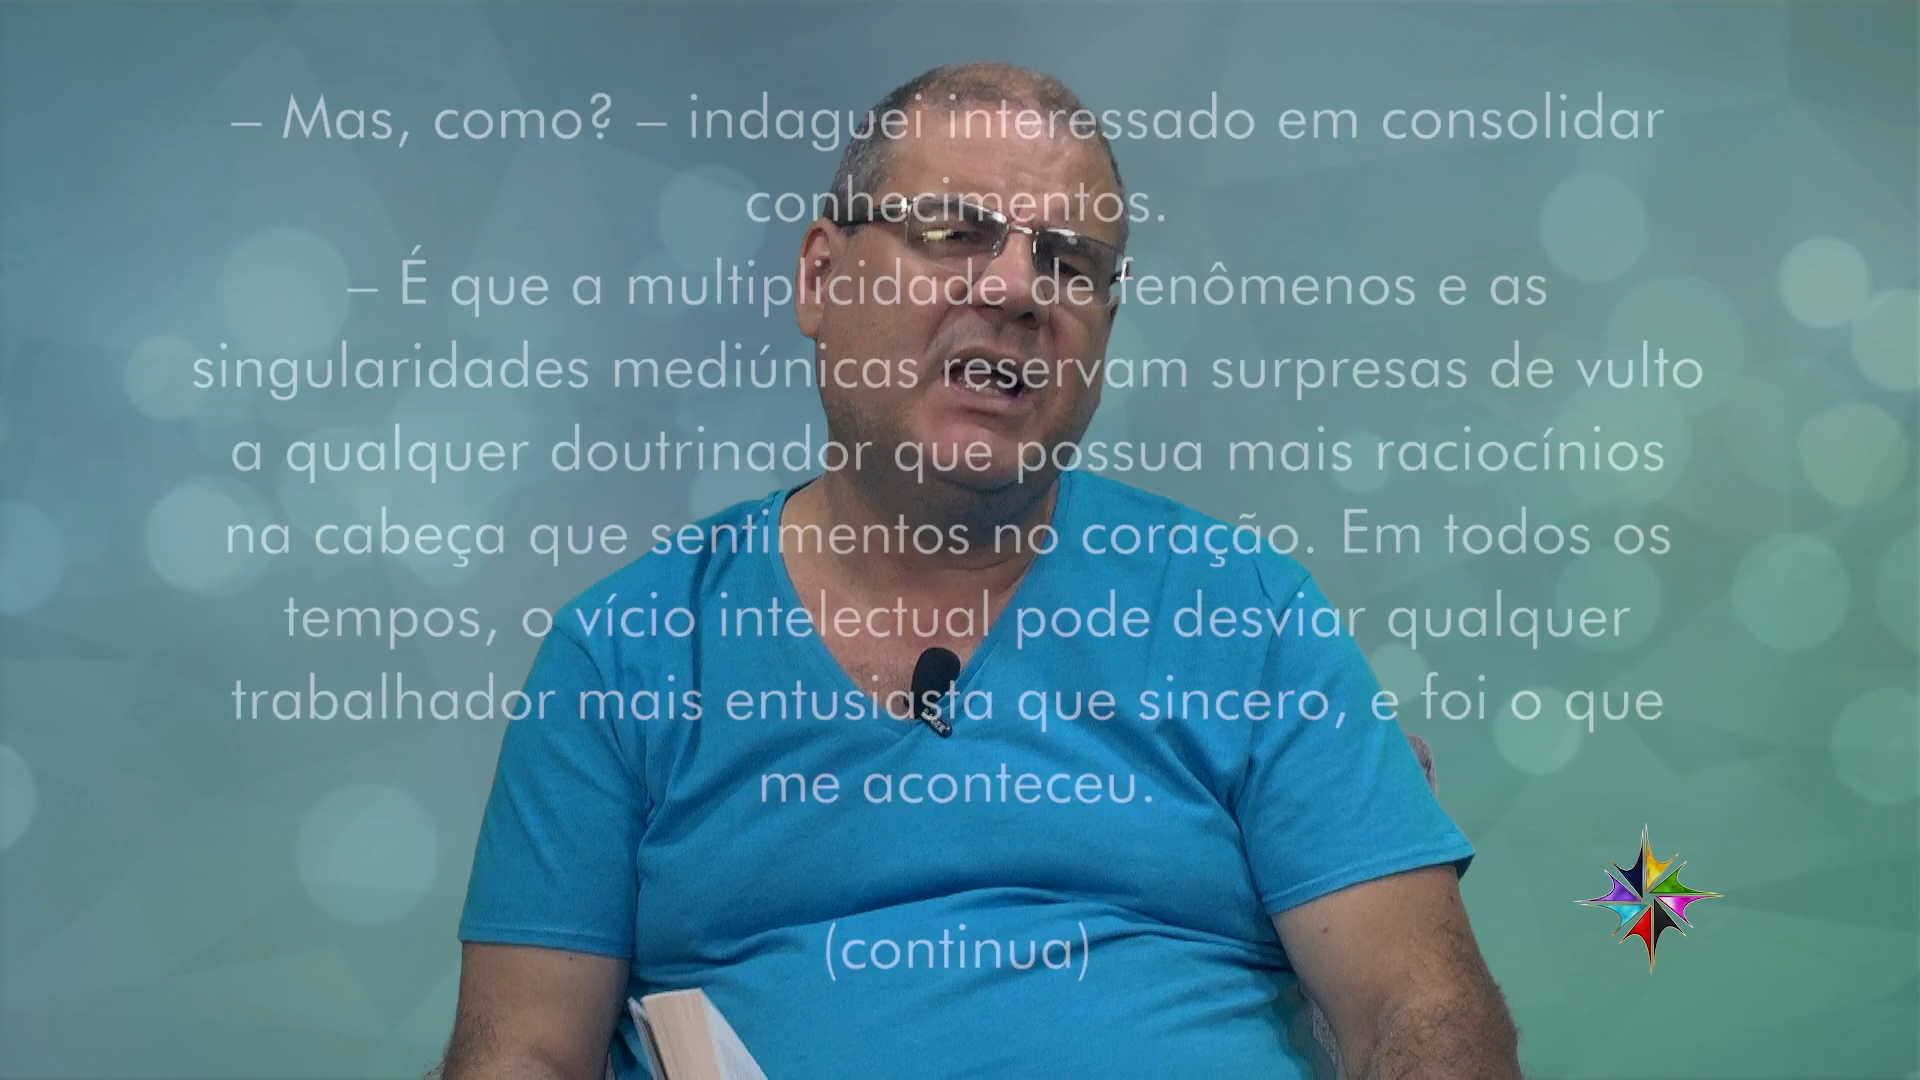 – Mas, como? – indaguei interessado em consolidar
conhecimentos.
– É que a multiplicidade de fenômenos e as
singularidades mediúnicas reservam surpresas de vulto
a qualquer doutrinador que possua mais raciocínios
na cabeça que sentimentos no coração. Em todos os
tempos, o vício intelectual pode desviar qualquer
trabalhador mais entusiasta que sincero, e foi o que
me aconteceu.
(continua)